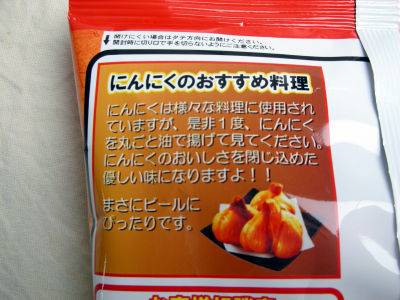 ↓開けにくい場合はタテ方向にお開けください。
開封時に切り口で手を切らないようにご注意ください。
にんにくのおすすめ料理
にんにくは様々な料理に使用され
ていますが、是非1度、にんにく
を丸ごと油で揚げて見てください。
にんにくのおいしさを閉じ込めた
優しい味になりますよ！！
まさにビールに
ぴったりです。